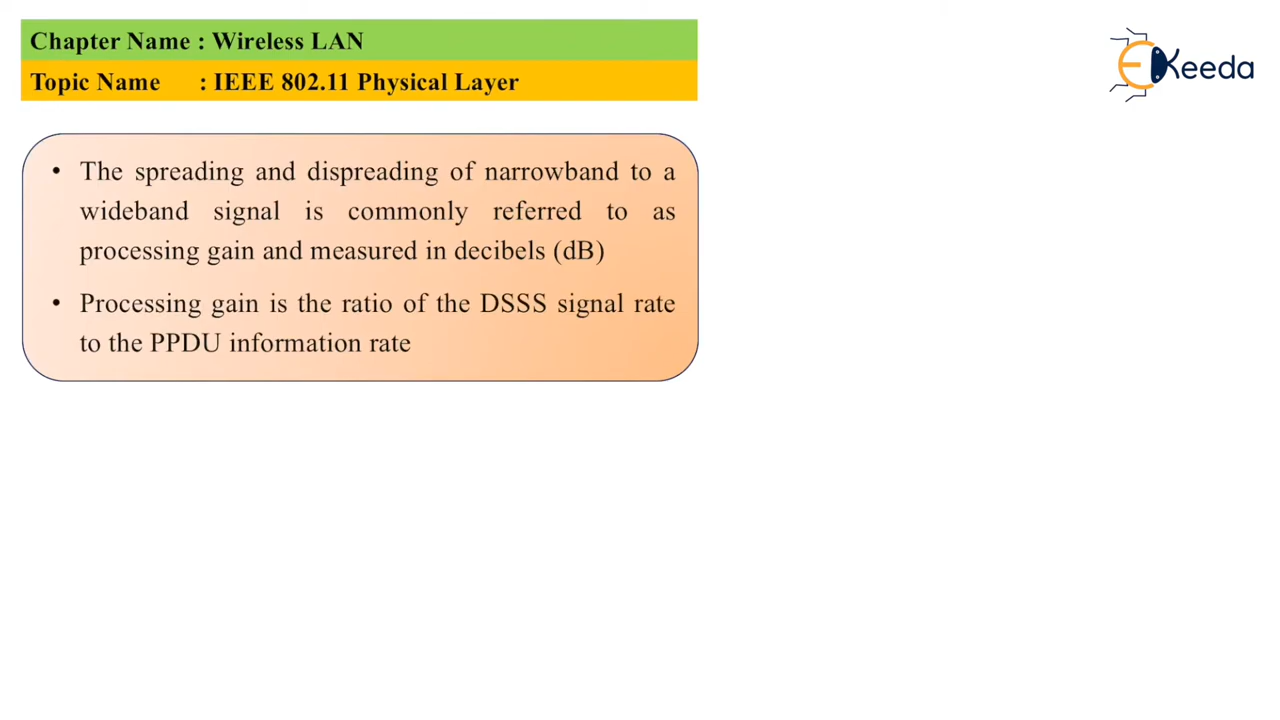 Chapter Name : Wireless LAN
Topic Name : IEEE 802.11 Physical Layer
EKeeda
• The spreading and dispreading of narrowband to a
wideband signal is commonly referred to as
processing gain and measured in decibels (dB)
• Processing gain is the ratio of the DSSS signal rate
to the PPDU information rate